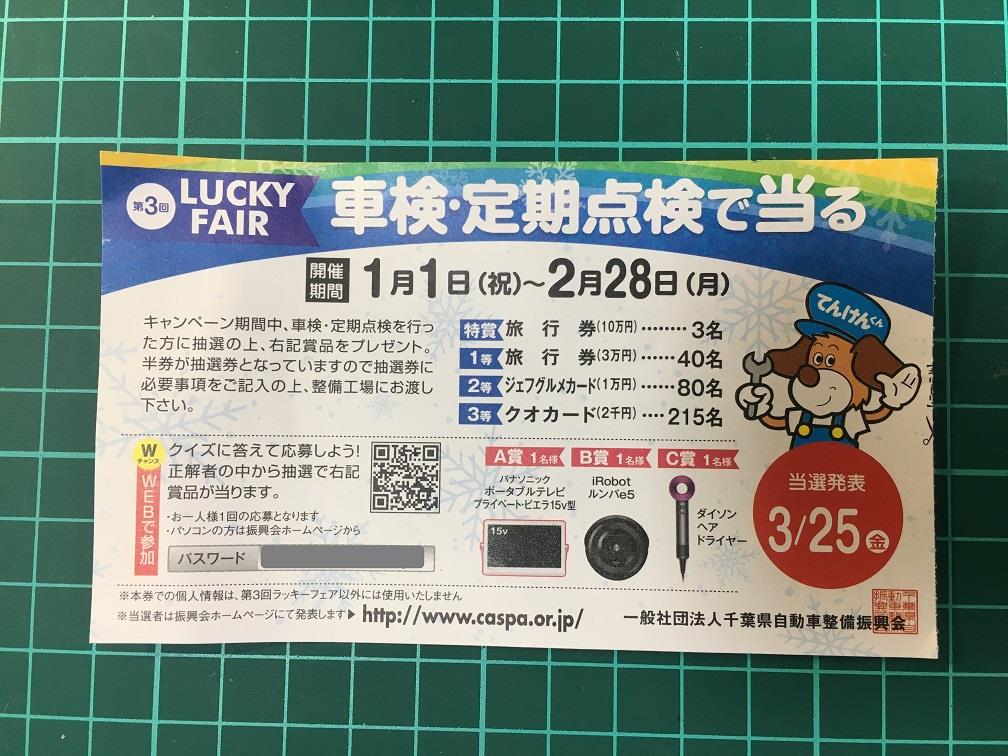 第3回
LUCKY
FAIR
車検・定期点検で当る
開催
期間
1月1日(祝)～2月28日(月)
キャンペーン期間中、車検・定期点検を行っ
た方に抽選の上、右記賞品をプレゼント。
半券が抽選券となっていますので抽選券に
必要事項をご記入の上、整備工場にお渡し
下さい。
特賞 旅行券(10万円)………3名
1等 旅行券(3万円)……40名
2等 ジェフグルメカード(1万円)……80名
3等 クオカード(2千円)‥‥215名
てんけんくん
Wチャンス
WEBで参加
クイズに答えて応募しよう!
正解者の中から抽選で右記
賞品が当ります。
・お一人様1回の応募となります
・パソコンの方は振興会ホームページから
パスワード
A賞 1名様
パナソニック
ポータブルテレビ
プライベート・ビエラ15v型
15v
B賞 1名様
iRobot
ルンバe5
C賞 1名様
ダイソン
ヘア
ドライヤー
当選発表
3/25金
※本券での個人情報は、第3回ラッキーフェア以外には使用いたしません
※当選者は振興会ホームページにて発表します▶http://www.caspa.or.jp/
一般社団法人千葉県自動車整備振興会